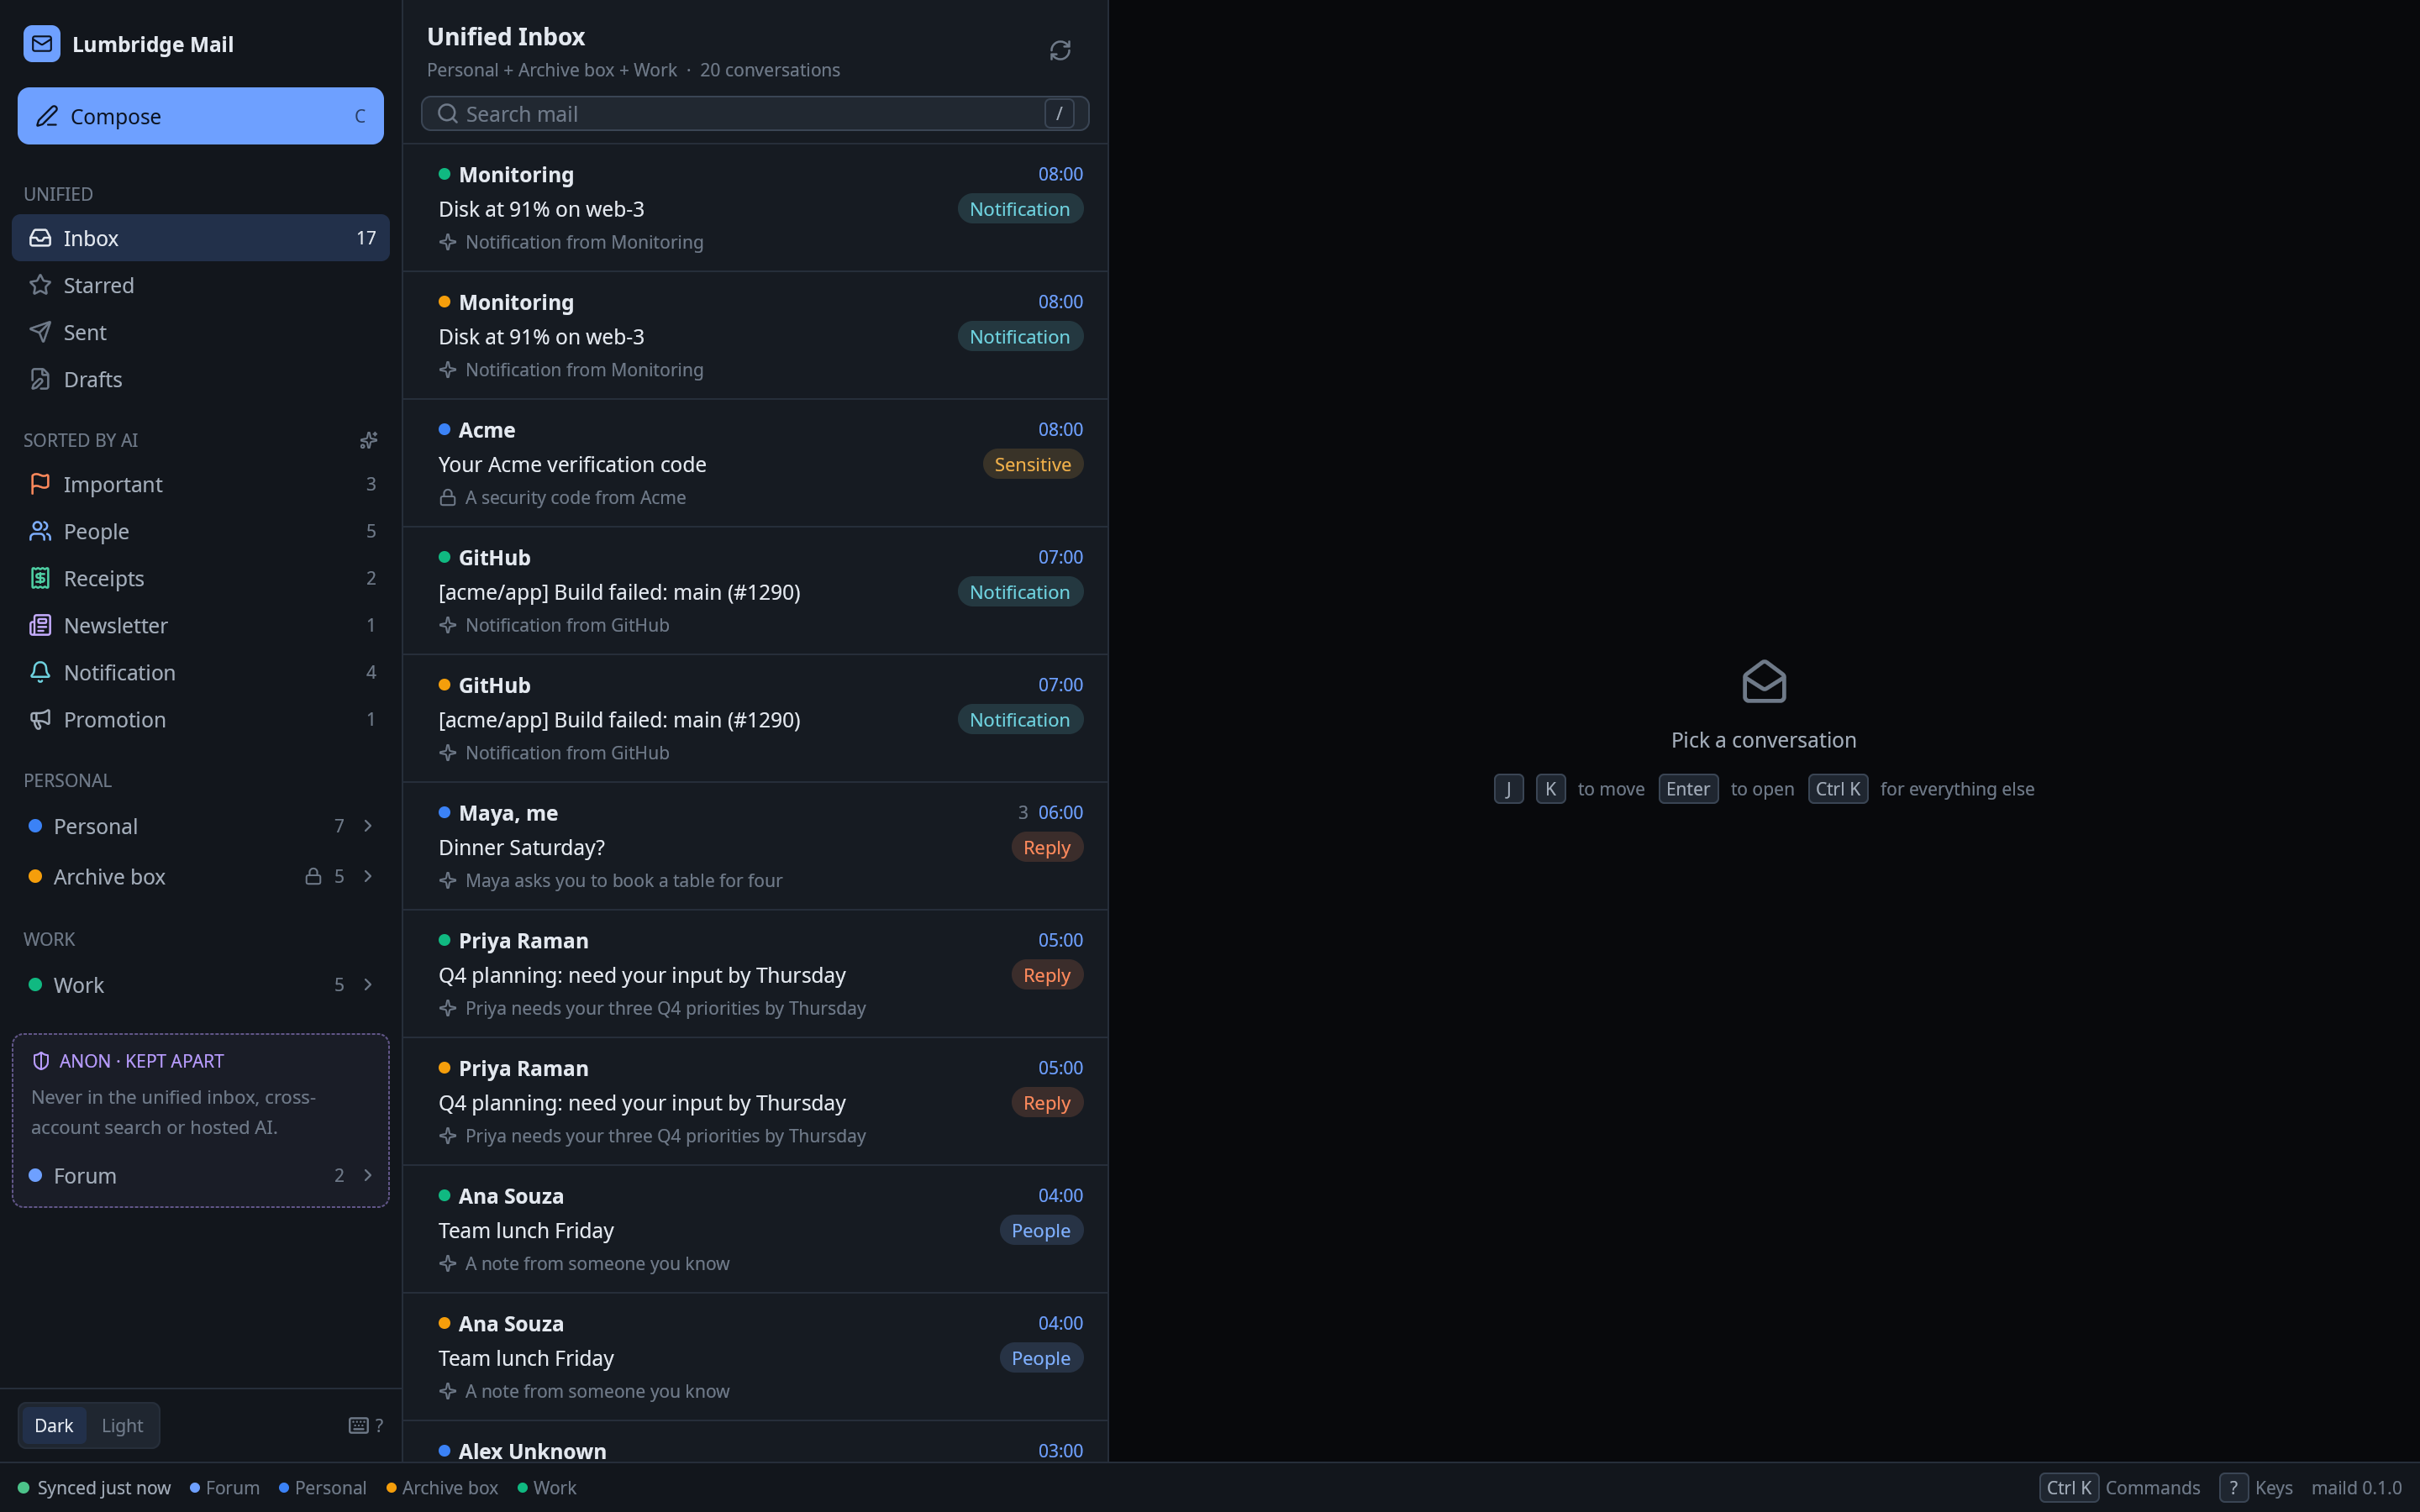 Lumbridge Mail
Compose C
UNIFIED
Inbox 17
Starred
Sent
Drafts
SORTED BY AI
Important 3
People 5
Receipts 2
Newsletter 1
Notification 4
Promotion 1
PERSONAL
Personal 7
Archive box 5
WORK
Work 5
ANON · KEPT APART
Never in the unified inbox, cross-
account search or hosted AI.
Forum 2
Dark Light ?
Unified Inbox
Personal + Archive box + Work · 20 conversations
Search mail /
Monitoring 08:00
Disk at 91% on web-3 Notification
Notification from Monitoring
Monitoring 08:00
Disk at 91% on web-3 Notification
Notification from Monitoring
Acme 08:00
Your Acme verification code Sensitive
A security code from Acme
GitHub 07:00
[acme/app] Build failed: main (#1290) Notification
Notification from GitHub
GitHub 07:00
[acme/app] Build failed: main (#1290) Notification
Notification from GitHub
Maya, me 3 06:00
Dinner Saturday? Reply
Maya asks you to book a table for four
Priya Raman 05:00
Q4 planning: need your input by Thursday Reply
Priya needs your three Q4 priorities by Thursday
Priya Raman 05:00
Q4 planning: need your input by Thursday Reply
Priya needs your three Q4 priorities by Thursday
Ana Souza 04:00
Team lunch Friday People
A note from someone you know
Ana Souza 04:00
Team lunch Friday People
A note from someone you know
Alex Unknown 03:00
Pick a conversation
J K to move Enter to open Ctrl K for everything else
Synced just now Forum Personal Archive box Work
Ctrl K Commands ? Keys maild 0.1.0